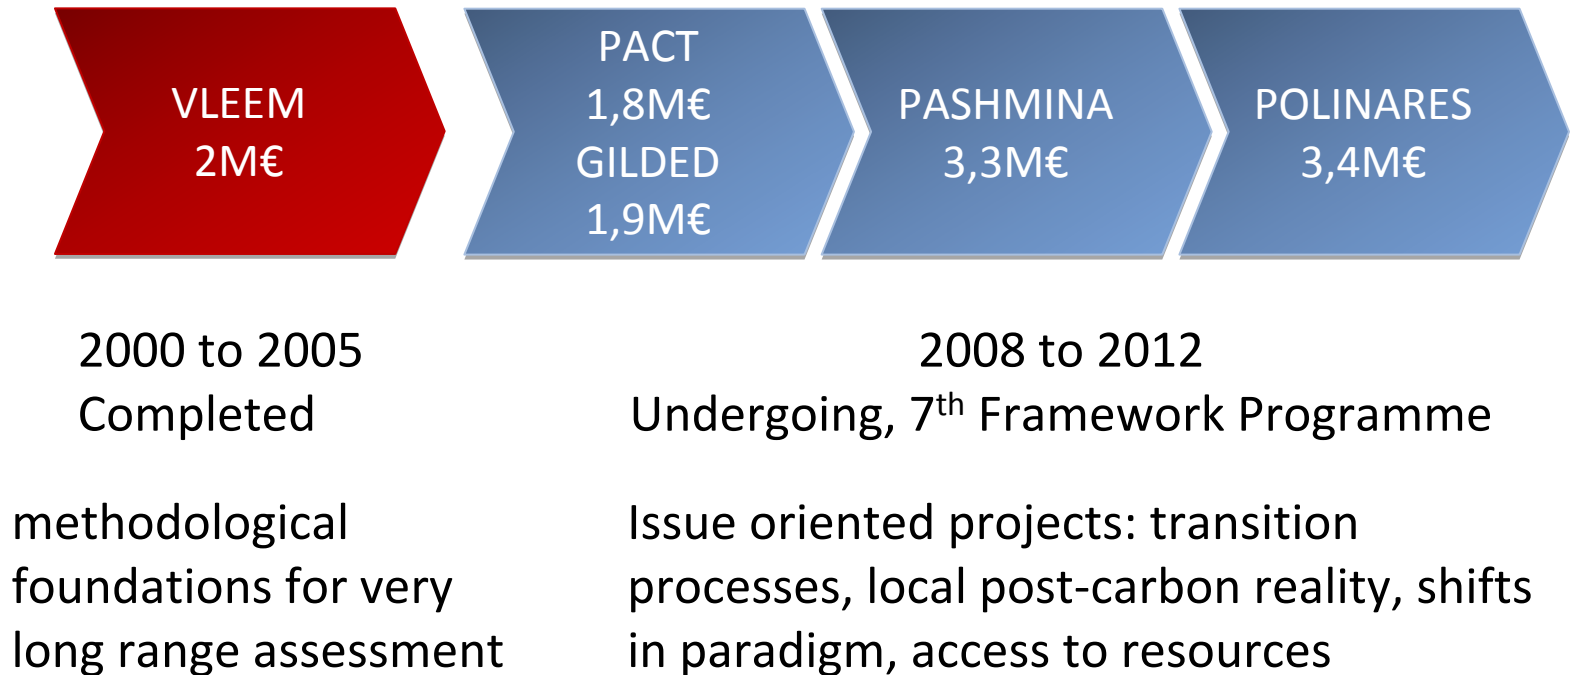 VLEEM
2M€
PACT
1,8M€
GILDED
1,9M€
PASHMINA
3,3M€
POLINARES
3,4M€
2000 to 2005
Completed
2008 to 2012
Undergoing, 7th Framework Programme
methodological
foundations for very
long range assessment
Issue oriented projects: transition
processes, local post-carbon reality, shifts
in paradigm, access to resources